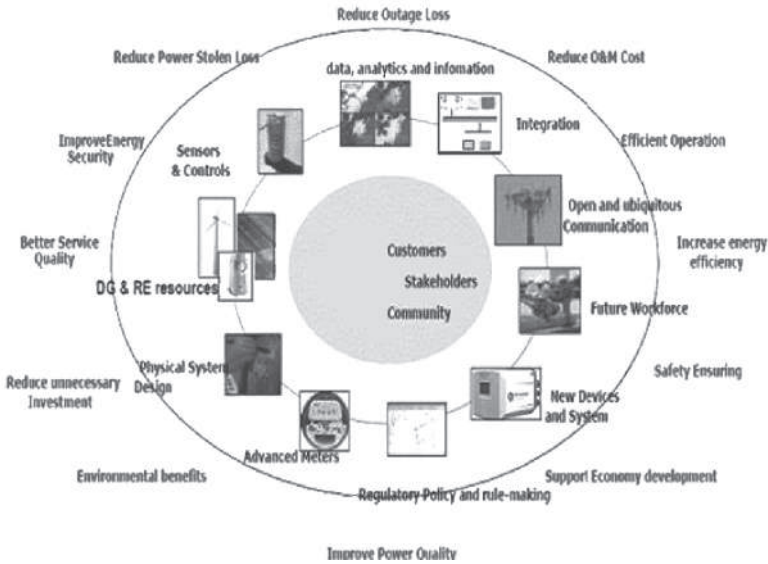 Reduce Outage Loss
Reduce Power Stolen Loss
Reduce O&M Cost
data, analytics and infomation
Integration
ImproveEnergy
Security
Sensors
& Controls
Efficient Operation
Open and ubiquitous
Communication
Customers
Stakeholders
Community
Better Service
Quality
Increase energy
efficiency
DG & RE resources
Future Workforce
Physical System
Design
Safety Ensuring
Reduce unnecessary
Investment
New Devices
and System
Advanced Meters
Environmental benefits
Support Economy development
Regulatory Policy and rule-making
Improve Power Quality